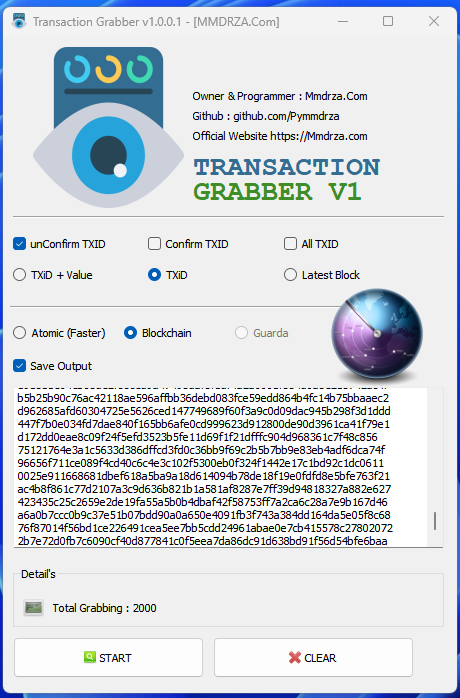 Transaction Grabber v1.0.0.1 - [MMDRZA.Com]
Owner & Programmer : Mmdrza.Com
Github : github.com/Pymmdrza
Official Website https://Mmdrza.com
TRANSACTION
GRABBER V1
unConfirm TXID
Confirm TXID
All TXID
TXiD + Value
TXiD
Latest Block
Atomic (Faster)
Blockchain
Guarda
Save Output
b5b25b90c76ac42118ae596affbb36debd083fce59edd864b4fc14b75bbaaec2
d962685afd60304725e5626ced147749689f60f3a9c0d09dac945b298f3d1ddd
447f7b0e034fd7dae840f165bb6afe0cd999623d912800de90d3961ca41f79e1
d172dd0eae8c09f24f5efd3523b5fe11d69f1f21dfffc904d968361c7f48c856
75121764e3a1c5633d386dffcd3fd0c36bb9f69c2b5b7bb9e83eb4adf6dca74f
96656f711ce089f4cd40c6c4e3c102f5300eb0f324f1442e17c1bd92c1dc0611
0025e911668681dbef618a5ba9a18d614094b78de18f19e0fdfd8e5bfe763f21
ac4b8f861c77d2107a3c9d636b821b1a581af8287e7ff39d94818327a882e627
423435c25c2659e2de19fa55a5b0b4dbaf42f58753ff7a2ca6c28a7e9b167d46
a6a0b7ccc0b9c37e51b07bdd90a0a650e4091fb3f743a384dd164da5e05f8c68
76f87014f56bd1ce226491cea5ee7bb5cdd24961abae0e7cb415578c27802072
2b7e72d0fb7c6090cf40d877841c0f5eea7da86dc91d638bd91f56d54bfe6baa
Detail's
Total Grabbing : 2000
START
CLEAR